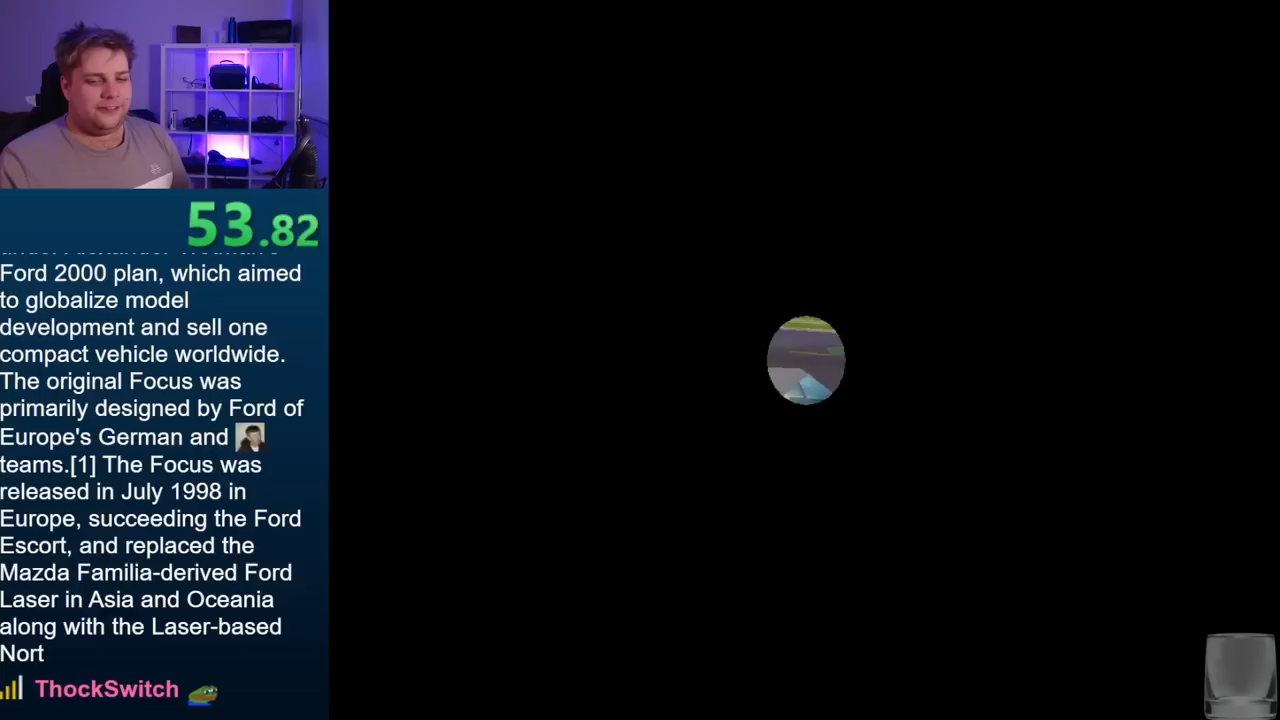 53.82
Ford 2000 plan, which aimed
to globalize model
development and sell one
compact vehicle worldwide.
The original Focus was
primarily designed by Ford of
Europe's German and
teams.[1] The Focus was
released in July 1998 in
Europe, succeeding the Ford
Escort, and replaced the
Mazda Familia-derived Ford
Laser in Asia and Oceania
along with the Laser-based
Nort
ThockSwitch